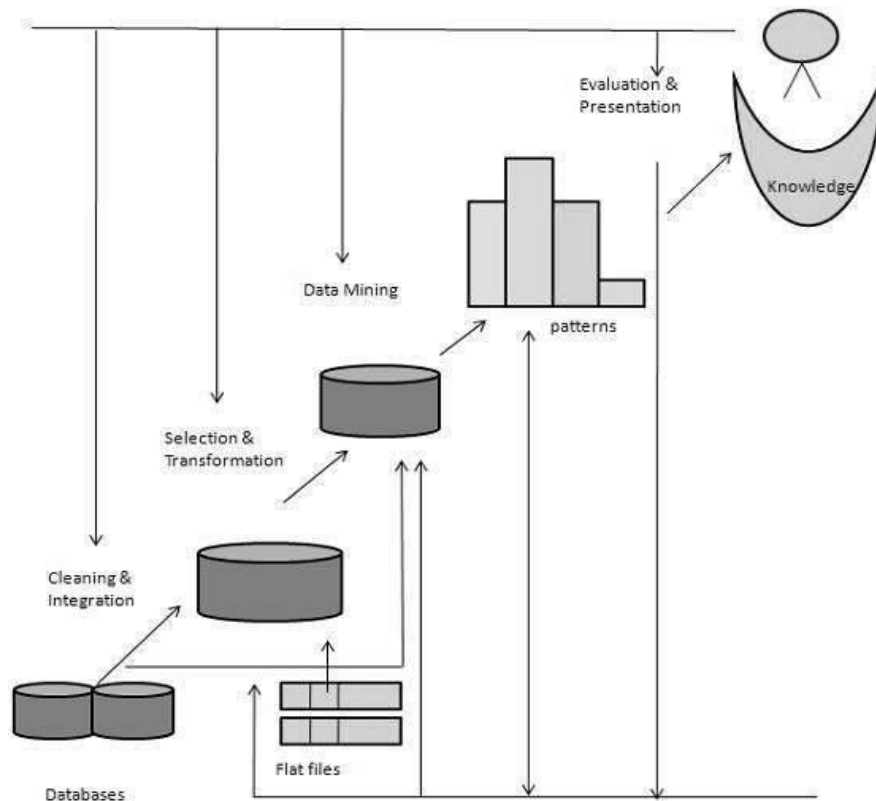 Evaluation &
Presentation
Knowledge
Data Mining
patterns
Selection &
Transformation
Cleaning &
Integration
Flat files
Databases